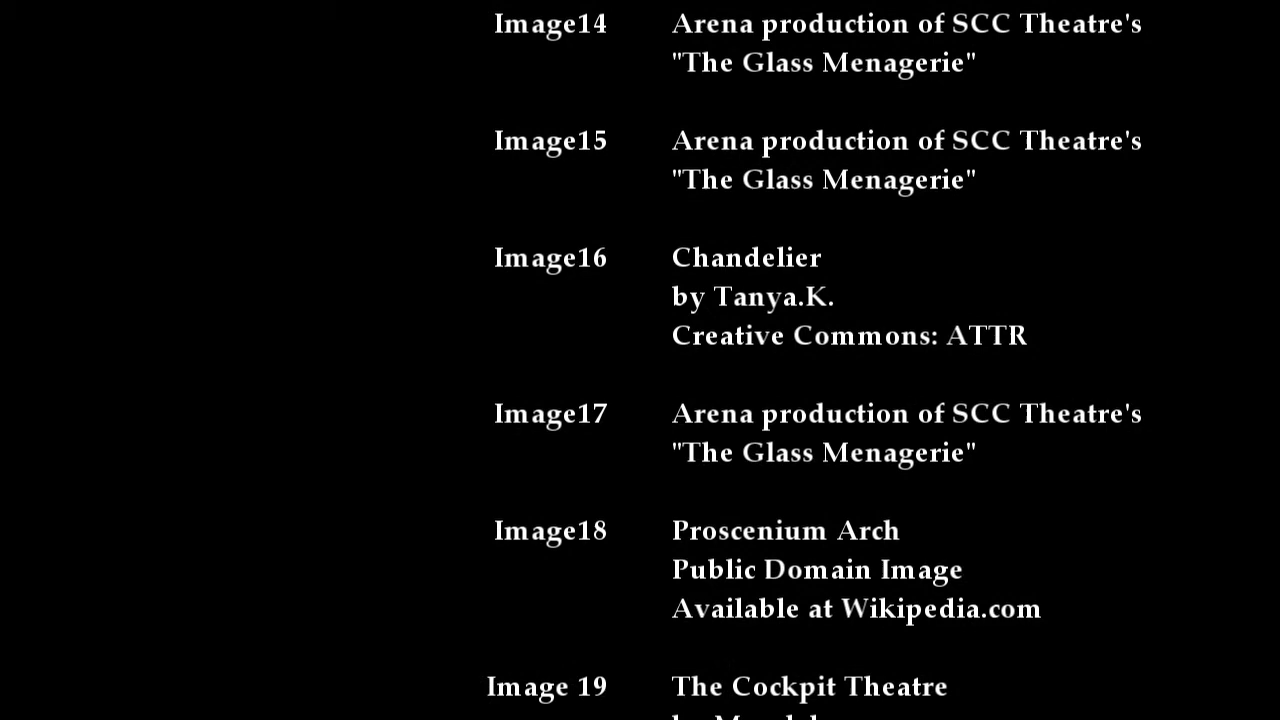 Image14 Arena production of SCC Theatre's
"The Glass Menagerie"
Image15 Arena production of SCC Theatre's
"The Glass Menagerie"
Image16 Chandelier
by Tanya.K.
Creative Commons: ATTR
Image17 Arena production of SCC Theatre's
"The Glass Menagerie"
Image18 Proscenium Arch
Public Domain Image
Available at Wikipedia.com
Image 19 The Cockpit Theatre
by